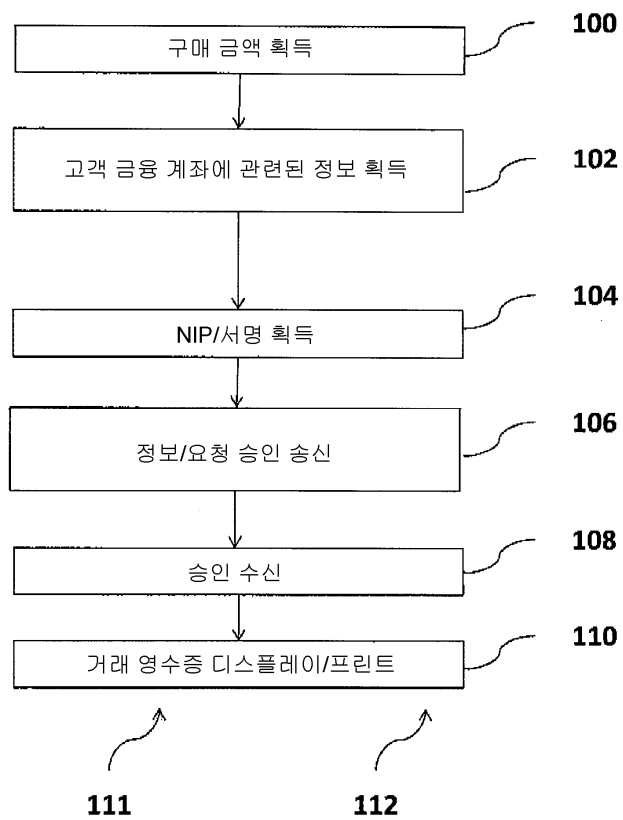 구매 금액 획득
100
고객 금융 계좌에 관련된 정보 획득
102
NIP/서명 획득
104
정보/요청 승인 송신
106
승인 수신
108
거래 영수증 디스플레이/프린트
110
111
112